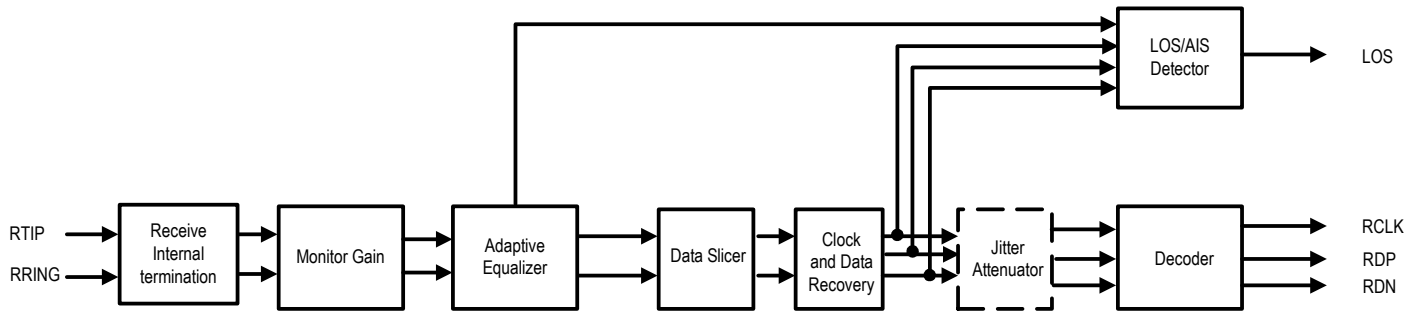 LOS/AIS
Detector
LOS
RTIP
RRING
Receive
Internal
termination
Monitor Gain
Adaptive
Equalizer
Data Slicer
Clock
and Data
Recovery
Jitter
Attenuator
Decoder
RCLK
RDP
RDN